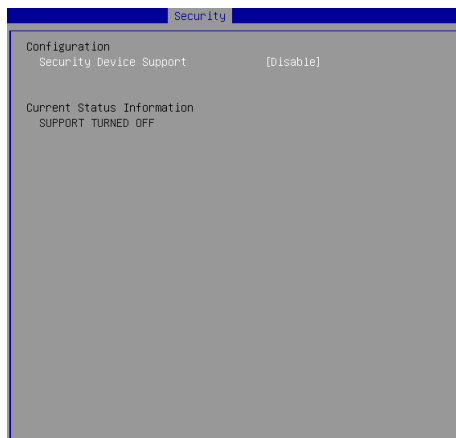 Security
Configuration
Security Device Support [Disable]
Current Status Information
SUPPORT TURNED OFF